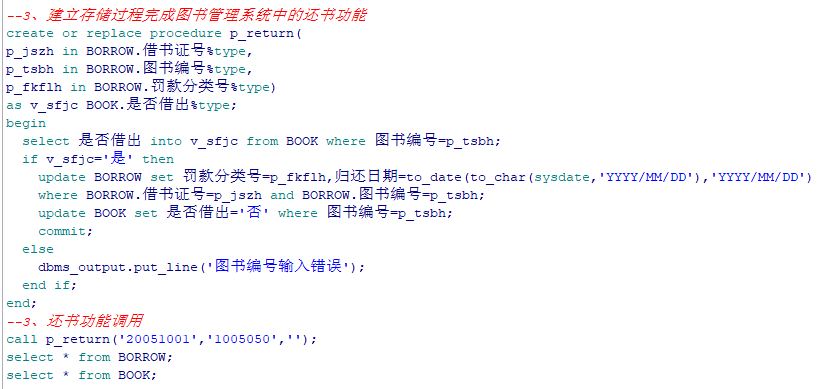 --3、建立存储过程完成图书管理系统中的还书功能
create or replace procedure p_return(
p_jszh in BORROW.借书证号%type,
p_tsbh in BORROW.图书编号%type,
p_fkflh in BORROW.罚款分类号%type)
as v_sfjc BOOK.是否借出%type;
begin
  select 是否借出 into v_sfjc from BOOK where 图书编号=p_tsbh;
  if v_sfjc='是' then
    update BORROW set 罚款分类号=p_fkflh,归还日期=to_date(to_char(sysdate,'YYYY/MM/DD'),'YYYY/MM/DD')
    where BORROW.借书证号=p_jszh and BORROW.图书编号=p_tsbh;
    update BOOK set 是否借出='否' where 图书编号=p_tsbh;
    commit;
  else
    dbms_output.put_line('图书编号输入错误');
  end if;
end;
--3、还书功能调用
call p_return('20051001','1005050','');
select * from BORROW;
select * from BOOK;